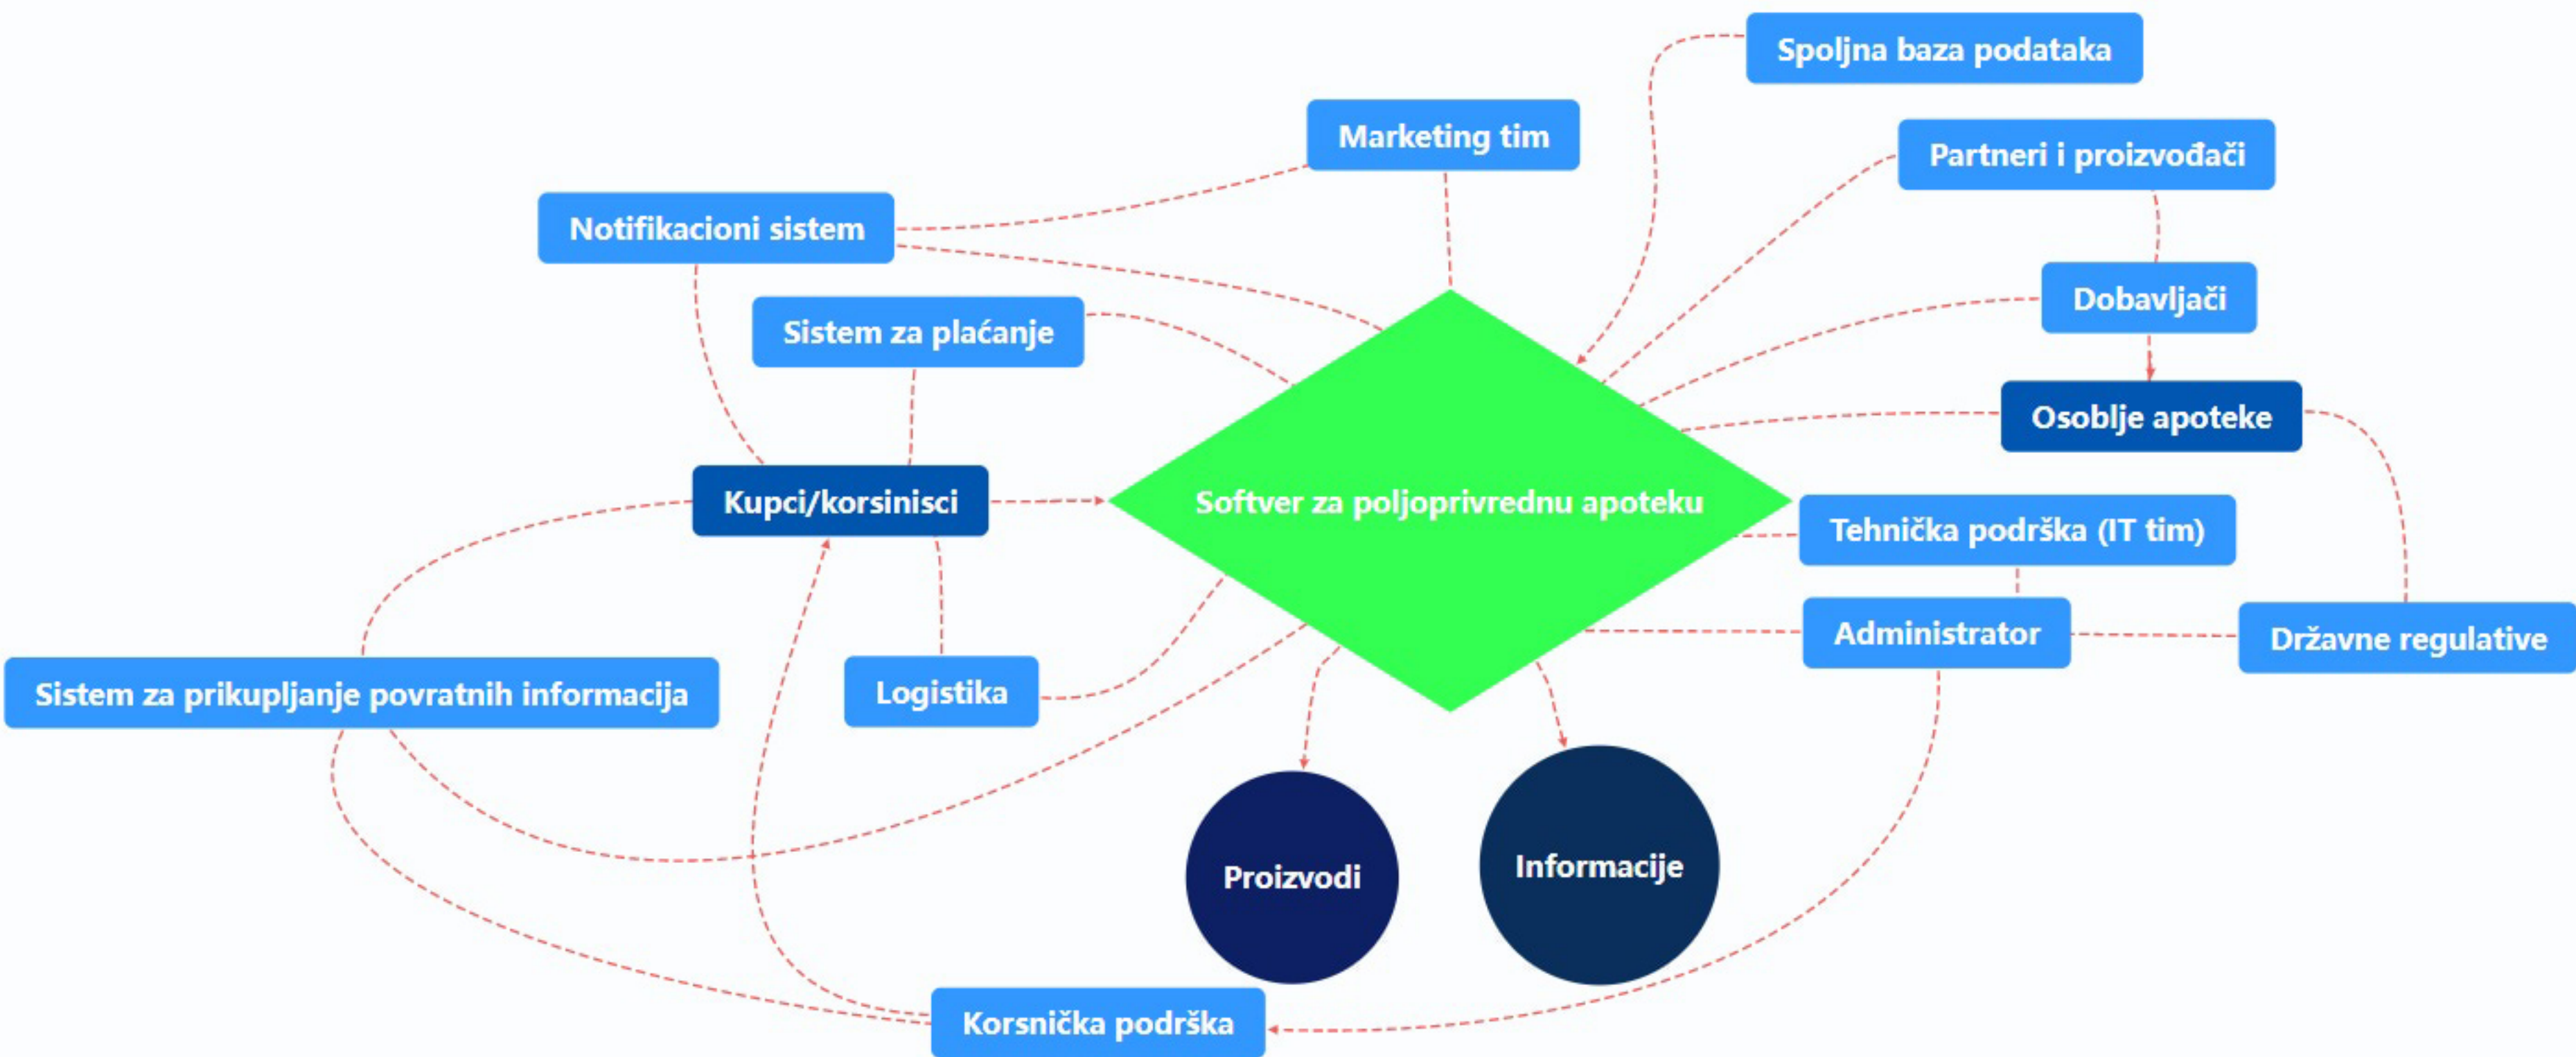 Spoljna baza podataka
Marketing tim
Partneri i proizvođači
Notifikacioni sistem
Dobavljači
Sistem za plaćanje
Osoblje apoteke
Kupci/korsinisci
Softver za poljoprivrednu apoteku
Tehnička podrška (IT tim)
Administrator
Državne regulative
Sistem za prikupljanje povratnih informacija
Logistika
Proizvodi
Informacije
Korsnička podrška